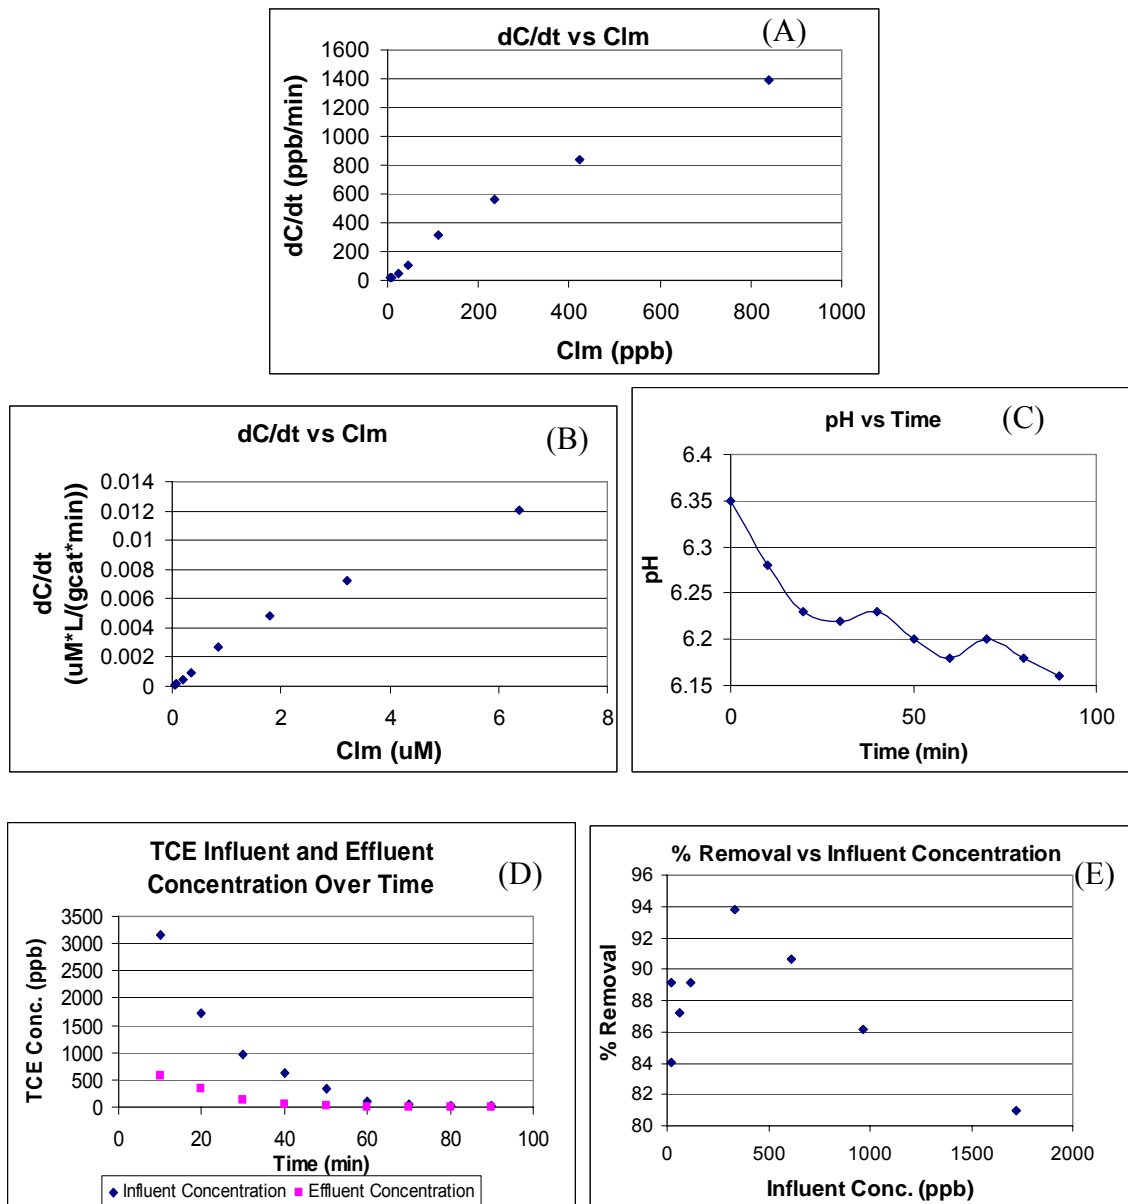 dC/dt vs Clm (A)
1600
1400
1200
1000
800
600
400
200
0
dC/dt (ppb/min)
0 200 400 600 800 1000
Clm (ppb)
dC/dt vs Clm (B)
0.014
0.012
0.01
0.008
0.006
0.004
0.002
0
dC/dt
(uM*L/(gcat*min))
0 2 4 6 8
Clm (uM)
pH vs Time (C)
6.4
6.35
6.3
6.25
6.2
6.15
pH
0 50 100
Time (min)
TCE Influent and Effluent
Concentration Over Time (D)
3500
3000
2500
2000
1500
1000
500
0
TCE Conc. (ppb)
0 20 40 60 80 100
Time (min)
Influent Concentration Effluent Concentration
% Removal vs Influent Concentration (E)
96
94
92
90
88
86
84
82
80
% Removal
0 500 1000 1500 2000
Influent Conc. (ppb)